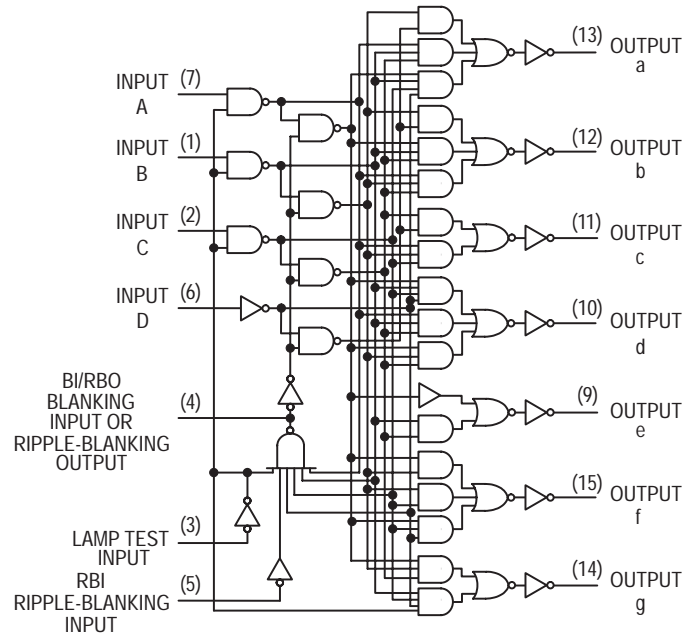 (13) OUTPUT
a
INPUT (7)
A
INPUT (1)
B
(12) OUTPUT
b
INPUT (2)
C
(11) OUTPUT
c
INPUT (6)
D
(10) OUTPUT
d
BI/RBO
BLANKING (4)
INPUT OR
RIPPLE-BLANKING
OUTPUT
(9) OUTPUT
e
(15) OUTPUT
f
(3)
LAMP TEST
INPUT
RBI (5)
RIPPLE-BLANKING
INPUT
(14) OUTPUT
g